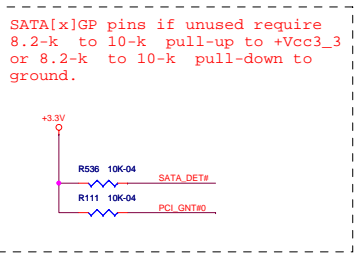 SATA[x]GP pins if unused require
8.2-k to 10-k pull-up to +Vcc3_3
or 8.2-k to 10-k pull-down to
ground.
+3.3V
R536 10K-04
SATA_DET#
R111 10K-04
PCI_GNT#0